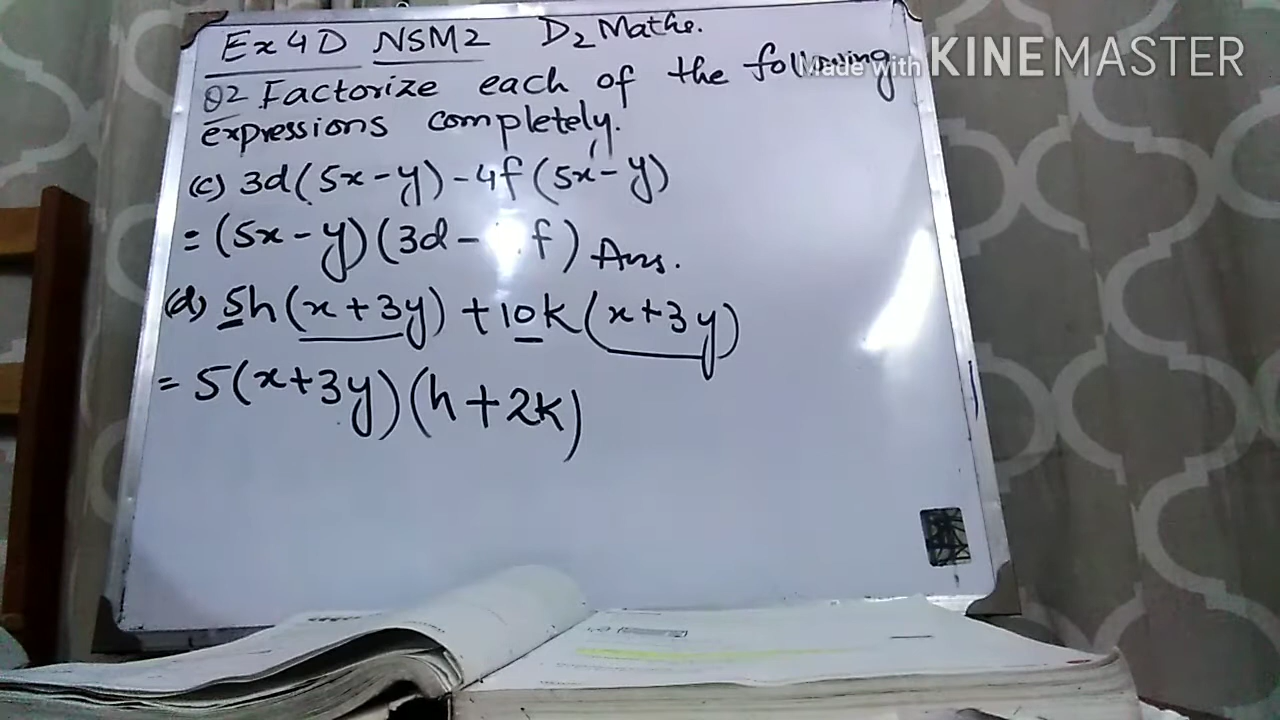 Ex 4D NSM2 D2 Maths.
Made with KINEMASTER
Q2 Factorize each of the following
expressions completely.
(c) 3d(5x-y)-4f(5x-y)
=(5x-y)(3d- f) Ans.
(d) 5h(x+3y)+10k(x+3y)
=5(x+3y)(h+2k)